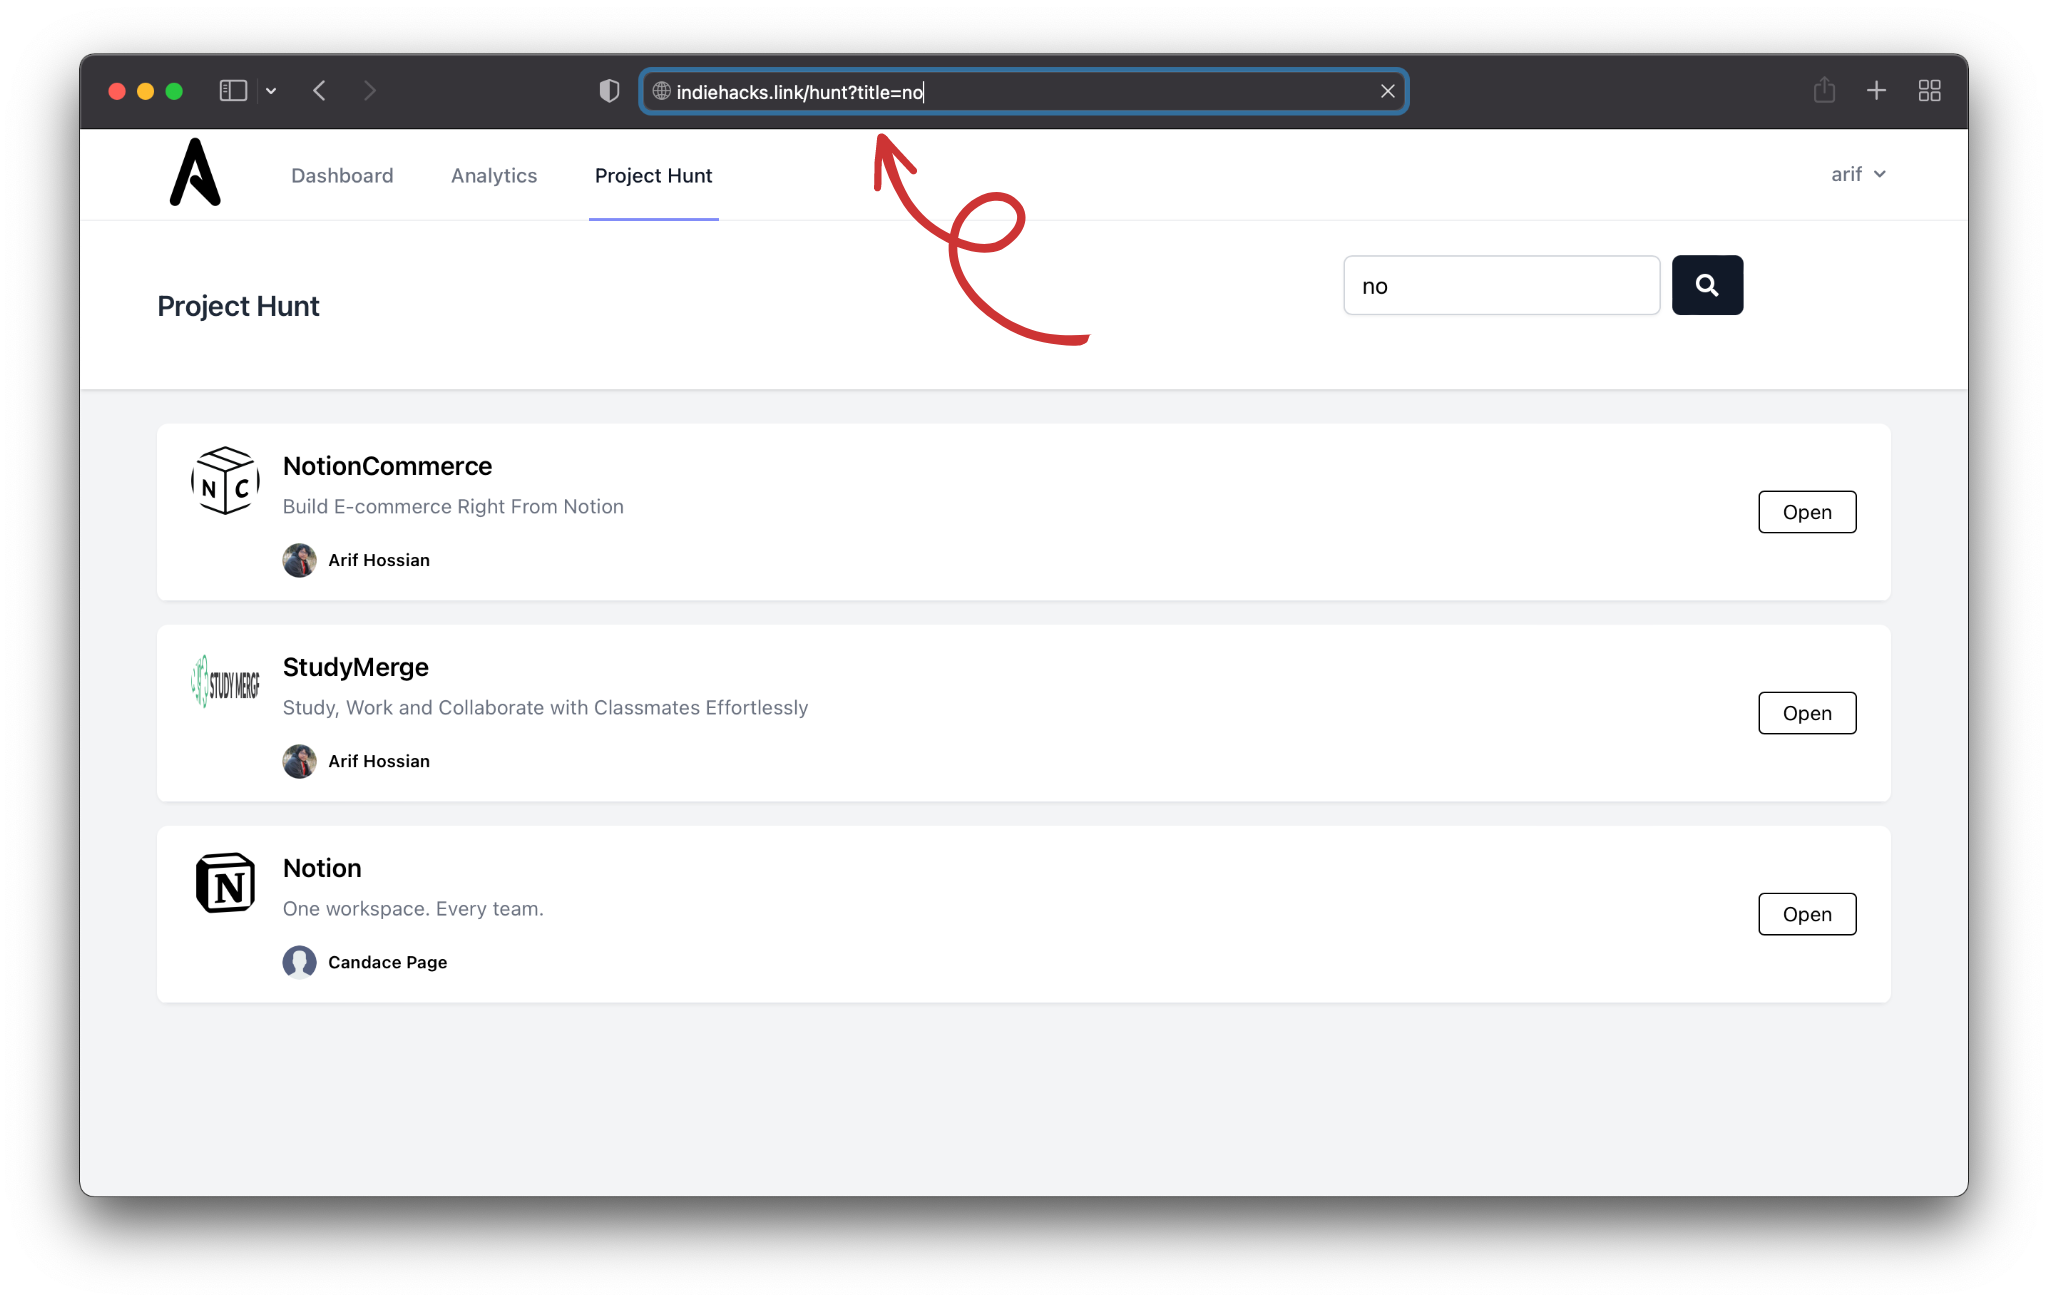 indiehacks.link/hunt?title=no
Dashboard Analytics Project Hunt arif
Project Hunt
no
N C
NotionCommerce
Build E-commerce Right From Notion
Arif Hossian
Open
STUDY MERGE
StudyMerge
Study, Work and Collaborate with Classmates Effortlessly
Arif Hossian
Open
N
Notion
One workspace. Every team.
Candace Page
Open